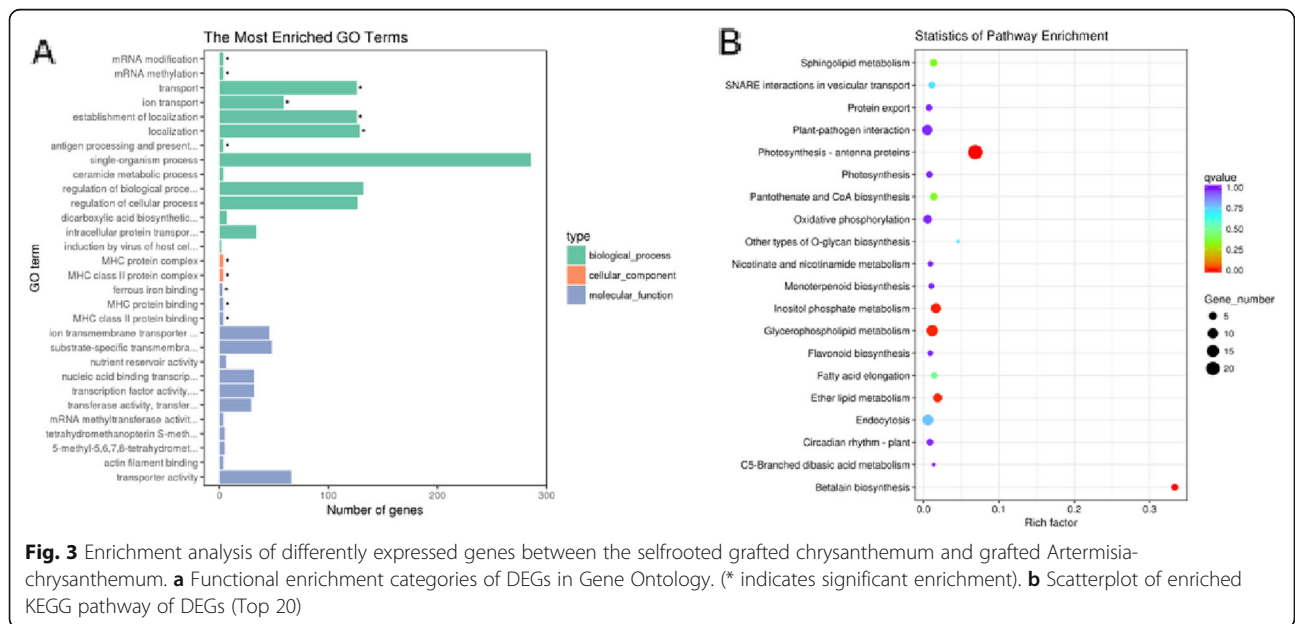 A
The Most Enriched GO Terms
GO term
mRNA modification
mRNA methylation
transport
ion transport
establishment of localization
localization
antigen processing and present...
single-organism process
ceramide metabolic process
regulation of biological proce...
regulation of cellular process
dicarboxylic acid biosynthetic...
intracellular protein transpor...
induction by virus of host cel...
MHC protein complex
MHC class II protein complex
ferrous iron binding
MHC protein binding
MHC class II protein binding
ion transmembrane transporter ...
substrate-specific transmembra...
nutrient reservoir activity
nucleic acid binding transcrip...
transcription factor activity,...
transferase activity, transfer...
mRNA methyltransferase activit...
tetrahydromethanopterin S-meth...
5-methyl-5,6,7,8-tetrahydromet...
actin filament binding
transporter activity
0 100 200 300
Number of genes
type
biological_process
cellular_component
molecular_function
B
Statistics of Pathway Enrichment
Sphingolipid metabolism
SNARE interactions in vesicular transport
Protein export
Plant-pathogen interaction
Photosynthesis - antenna proteins
Photosynthesis
Pantothenate and CoA biosynthesis
Oxidative phosphorylation
Other types of O-glycan biosynthesis
Nicotinate and nicotinamide metabolism
Monoterpenoid biosynthesis
Inositol phosphate metabolism
Glycerophospholipid metabolism
Flavonoid biosynthesis
Fatty acid elongation
Ether lipid metabolism
Endocytosis
Circadian rhythm - plant
C5-Branched dibasic acid metabolism
Betalain biosynthesis
0.0 0.1 0.2 0.3
Rich factor
qvalue
1.00
0.75
0.50
0.25
0.00
Gene_number
5
10
15
20
Fig. 3 Enrichment analysis of differently expressed genes between the selfrooted grafted chrysanthemum and grafted Artermisia-
chrysanthemum. a Functional enrichment categories of DEGs in Gene Ontology. (* indicates significant enrichment). b Scatterplot of enriched
KEGG pathway of DEGs (Top 20)